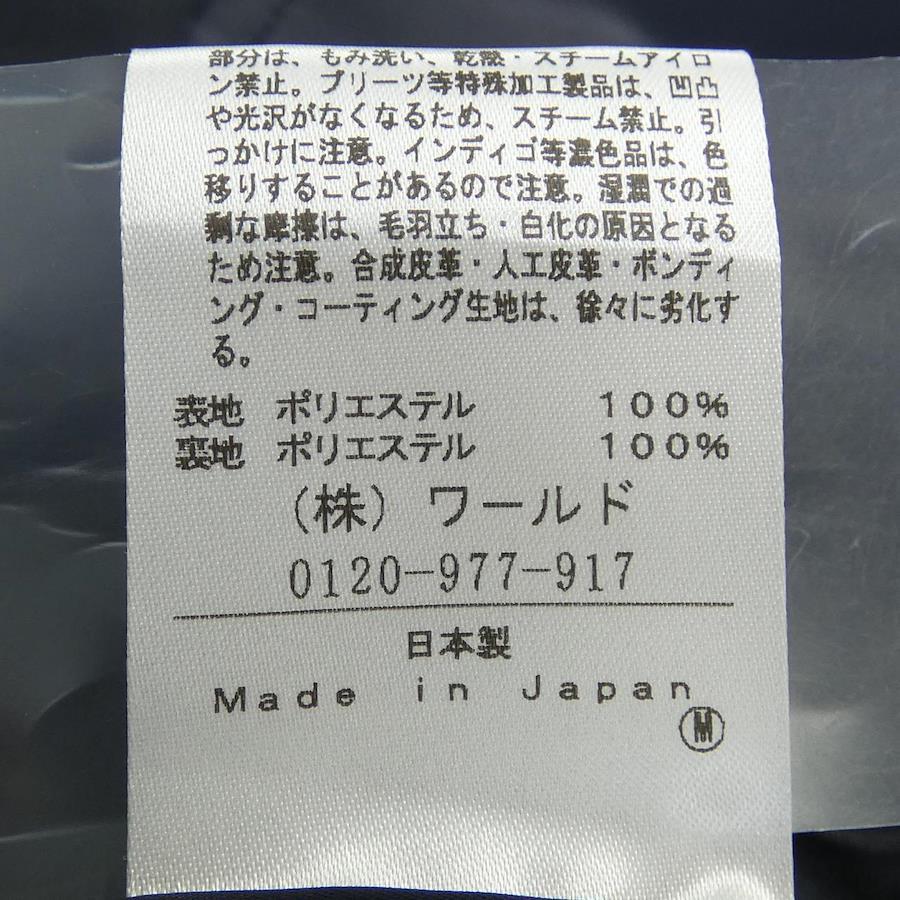 部分は、もみ洗い、乾熱・スチームアイロ
ン禁止。プリーツ等特殊加工製品は、凹凸
や光沢がなくなるため、スチーム禁止。引
っかけに注意。インディゴ等濃色品は、色
移りすることがあるので注意。湿潤での過
剰な摩擦は、毛羽立ち・白化の原因となる
ため注意。合成皮革・人工皮革・ボンディ
ング・コーティング生地は、徐々に劣化す
る。
表地 ポリエステル 100%
裏地 ポリエステル 100%
(株) ワールド
0120-977-917
日本製
Made in Japan
M